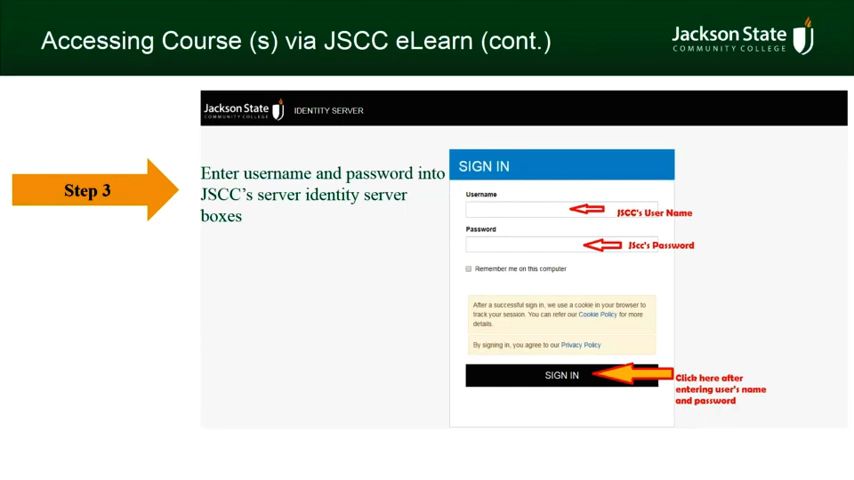 Accessing Course (s) via JSCC eLearn (cont.)
Jackson State
COMMUNITY COLLEGE
Jackson State
COMMUNITY COLLEGE
IDENTITY SERVER
Step 3
Enter username and password into
JSCC’s server identity server
boxes
SIGN IN
Username
JSCC's User Name
Password
JScc's Password
Remember me on this computer
After a successful sign in, we use a cookie in your browser to
track your session. You can refer our Cookie Policy for more
details.
By signing in, you agree to our Privacy Policy
SIGN IN
Click here after
entering user's name
and password